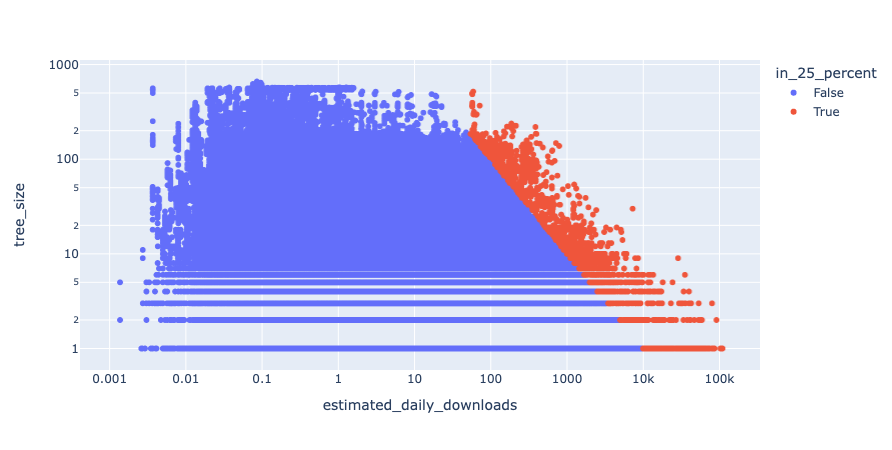 in_25_percent
False
True
tree_size
1000
5
2
100
5
2
10
5
2
1
0.001 0.01 0.1 1 10 100 1000 10k 100k
estimated_daily_downloads